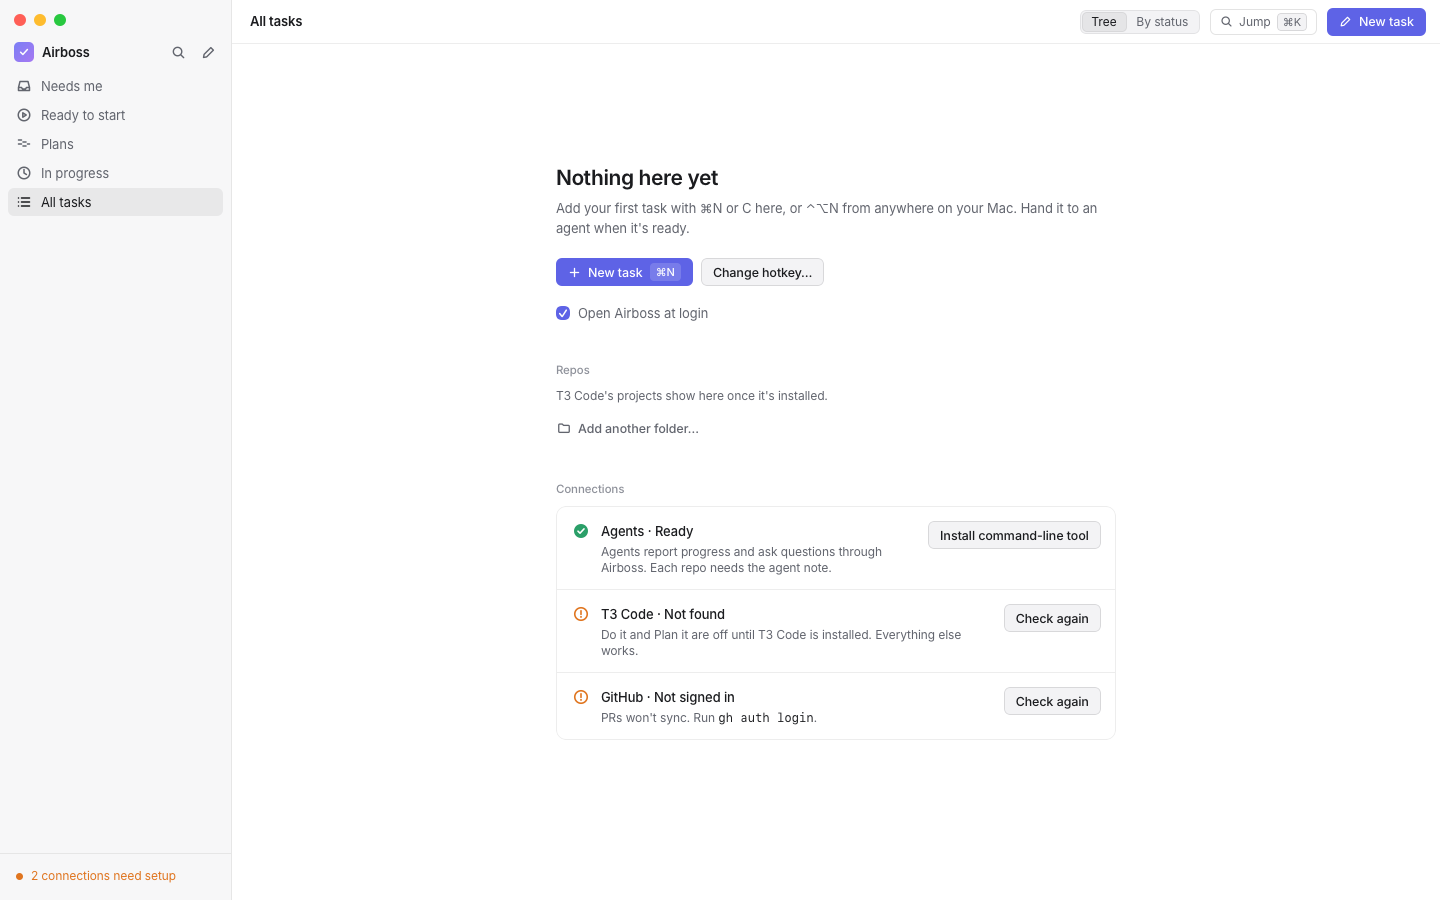 All tasks
Tree
By status
Jump
⌘K
New task
Airboss
Needs me
Ready to start
Plans
In progress
All tasks
Nothing here yet
Add your first task with ⌘N or C here, or ⌃⌥N from anywhere on your Mac. Hand it to an
agent when it's ready.
New task ⌘N
Change hotkey...
Open Airboss at login
Repos
T3 Code's projects show here once it's installed.
Add another folder...
Connections
Agents · Ready
Agents report progress and ask questions through
Airboss. Each repo needs the agent note.
Install command-line tool
T3 Code · Not found
Do it and Plan it are off until T3 Code is installed. Everything else
works.
Check again
GitHub · Not signed in
PRs won't sync. Run gh auth login.
Check again
2 connections need setup